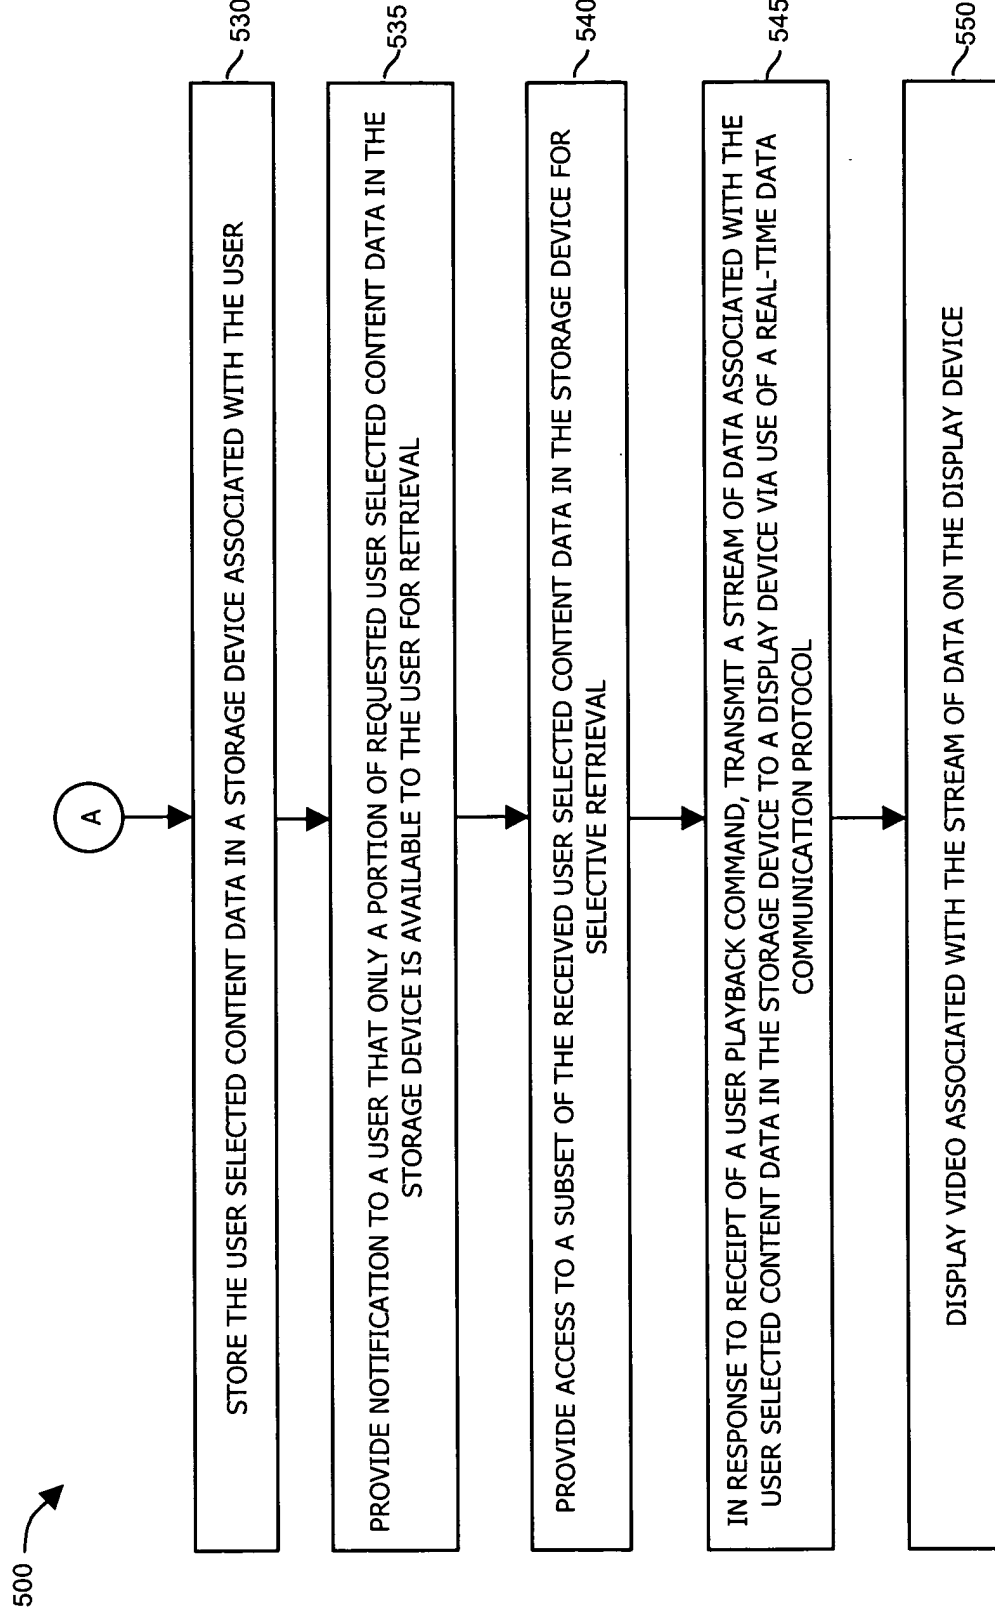 500
A
STORE THE USER SELECTED CONTENT DATA IN A STORAGE DEVICE ASSOCIATED WITH THE USER
530
PROVIDE NOTIFICATION TO A USER THAT ONLY A PORTION OF REQUESTED USER SELECTED CONTENT DATA IN THE
STORAGE DEVICE IS AVAILABLE TO THE USER FOR RETRIEVAL
535
PROVIDE ACCESS TO A SUBSET OF THE RECEIVED USER SELECTED CONTENT DATA IN THE STORAGE DEVICE FOR
SELECTIVE RETRIEVAL
540
IN RESPONSE TO RECEIPT OF A USER PLAYBACK COMMAND, TRANSMIT A STREAM OF DATA ASSOCIATED WITH THE
USER SELECTED CONTENT DATA IN THE STORAGE DEVICE TO A DISPLAY DEVICE VIA USE OF A REAL-TIME DATA
COMMUNICATION PROTOCOL
545
DISPLAY VIDEO ASSOCIATED WITH THE STREAM OF DATA ON THE DISPLAY DEVICE
550